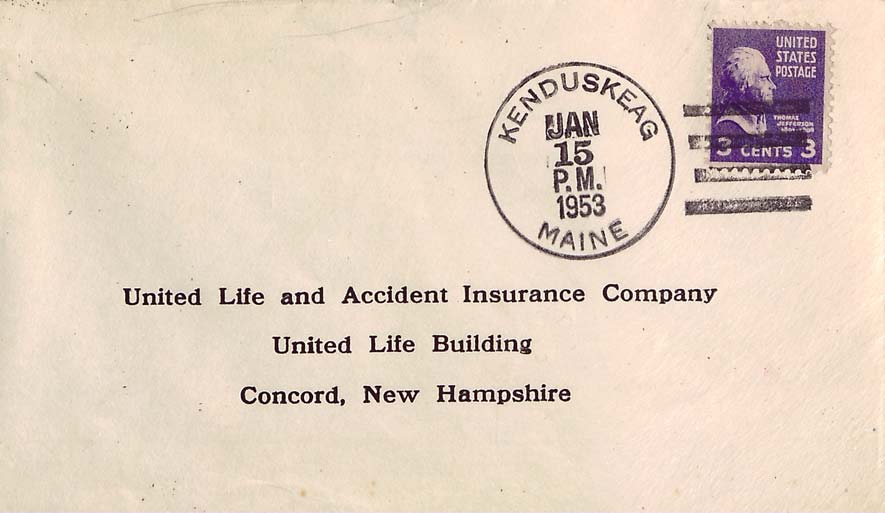 UNITED
STATES
POSTAGE
THOMAS
JEFFERSON
3 CENTS 3
KENDUSKEAG
JAN
15
P.M.
1953
MAINE
United Life and Accident Insurance Company
United Life Building
Concord, New Hampshire